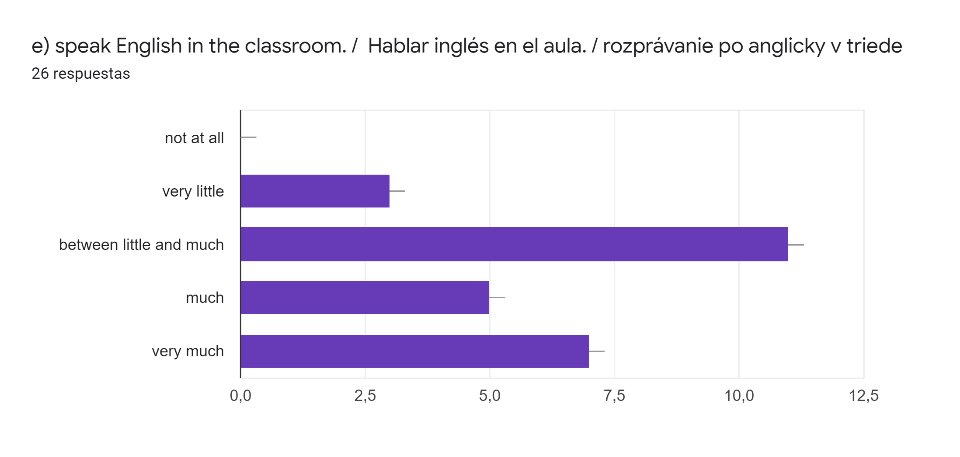 e) speak English in the classroom. /  Hablar inglés en el aula. / rozprávanie po anglicky v triede
26 respuestas
not at all
very little
between little and much
much
very much
0,0 2,5 5,0 7,5 10,0 12,5